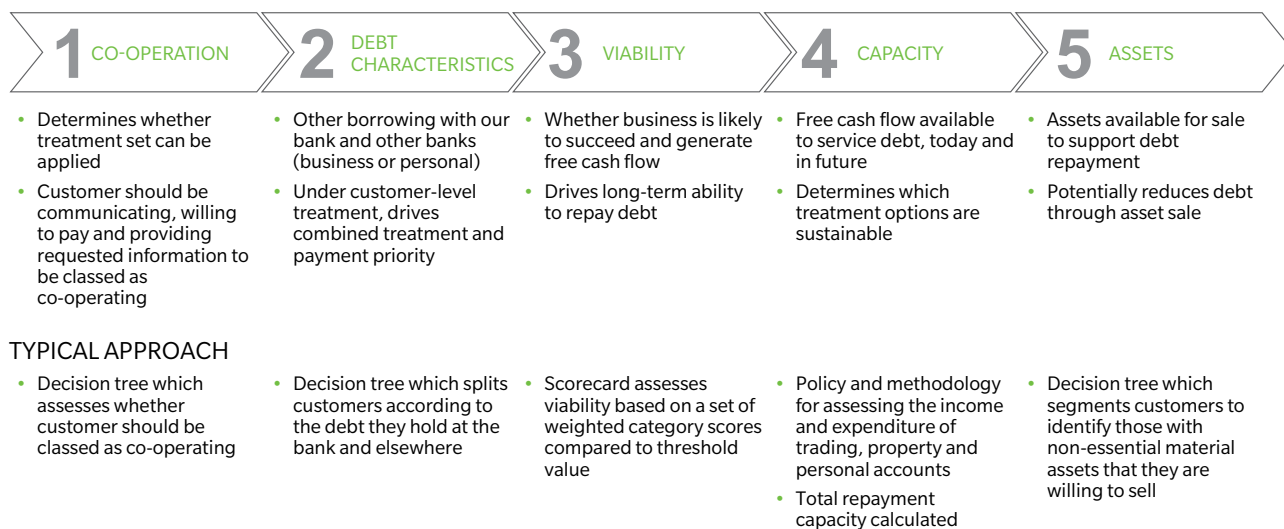 1 CO-OPERATION
2 DEBT
CHARACTERISTICS
3 VIABILITY
4 CAPACITY
5 ASSETS
• Determines whether
treatment set can be
applied
• Customer should be
communicating, willing
to pay and providing
requested information to
be classed as
co-operating
• Other borrowing with our
bank and other banks
(business or personal)
• Under customer-level
treatment, drives
combined treatment and
payment priority
• Whether business is likely
to succeed and generate
free cash flow
• Drives long-term ability
to repay debt
• Free cash flow available
to service debt, today and
in future
• Determines which
treatment options are
sustainable
• Assets available for sale
to support debt
repayment
• Potentially reduces debt
through asset sale
TYPICAL APPROACH
• Decision tree which
assesses whether
customer should be
classed as co-operating
• Decision tree which splits
customers according to
the debt they hold at the
bank and elsewhere
• Scorecard assesses
viability based on a set of
weighted category scores
compared to threshold
value
• Policy and methodology
for assessing the income
and expenditure of
trading, property and
personal accounts
• Total repayment
capacity calculated
• Decision tree which
segments customers to
identify those with
non-essential material
assets that they are
willing to sell